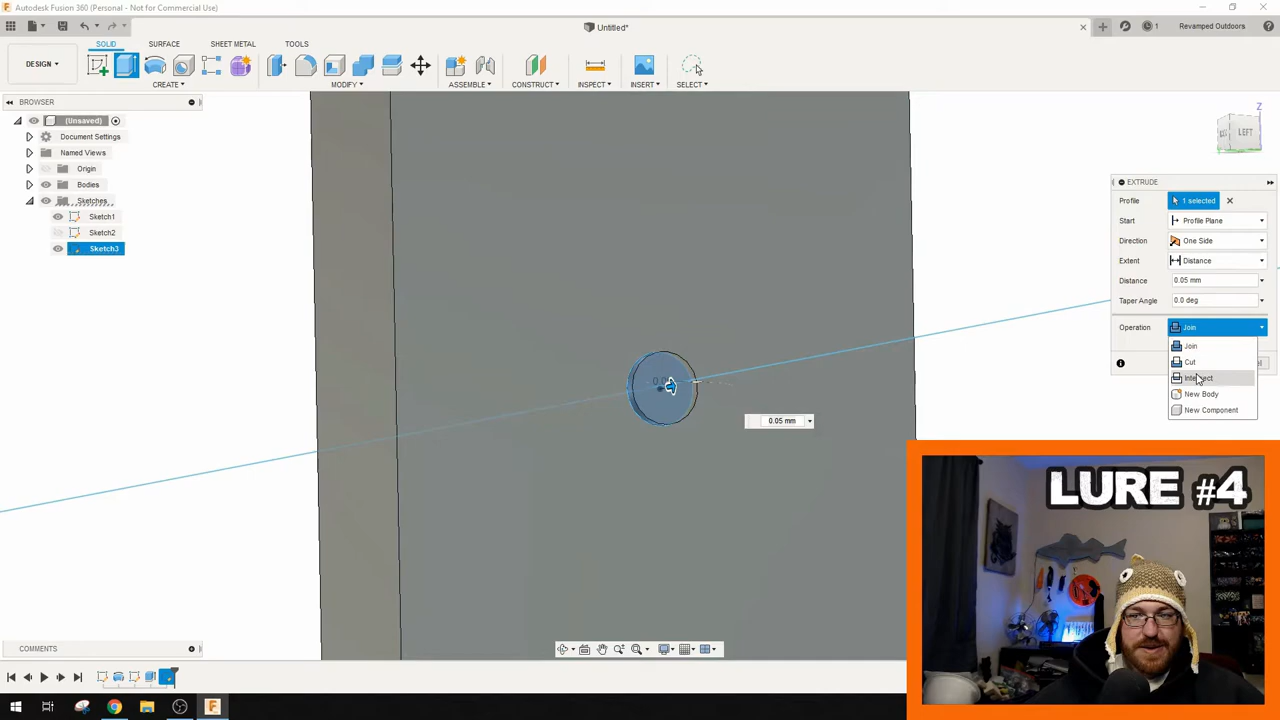 Autodesk Fusion 360 (Personal - Not for Commercial Use)
Untitled*
1
Revamped Outdoors
DESIGN
SOLID
SURFACE
SHEET METAL
TOOLS
CREATE
MODIFY
ASSEMBLE
CONSTRUCT
INSPECT
INSERT
SELECT
BROWSER
(Unsaved)
Document Settings
Named Views
Origin
Bodies
Sketches
Sketch1
Sketch2
Sketch3
Z
LEFT
EXTRUDE
Profile
1 selected
Start
Profile Plane
Direction
One Side
Extent
Distance
Distance
0.05 mm
Taper Angle
0.0 deg
Operation
Join
Join
Cut
Intersect
New Body
New Component
0.05 mm
LURE #4
COMMENTS